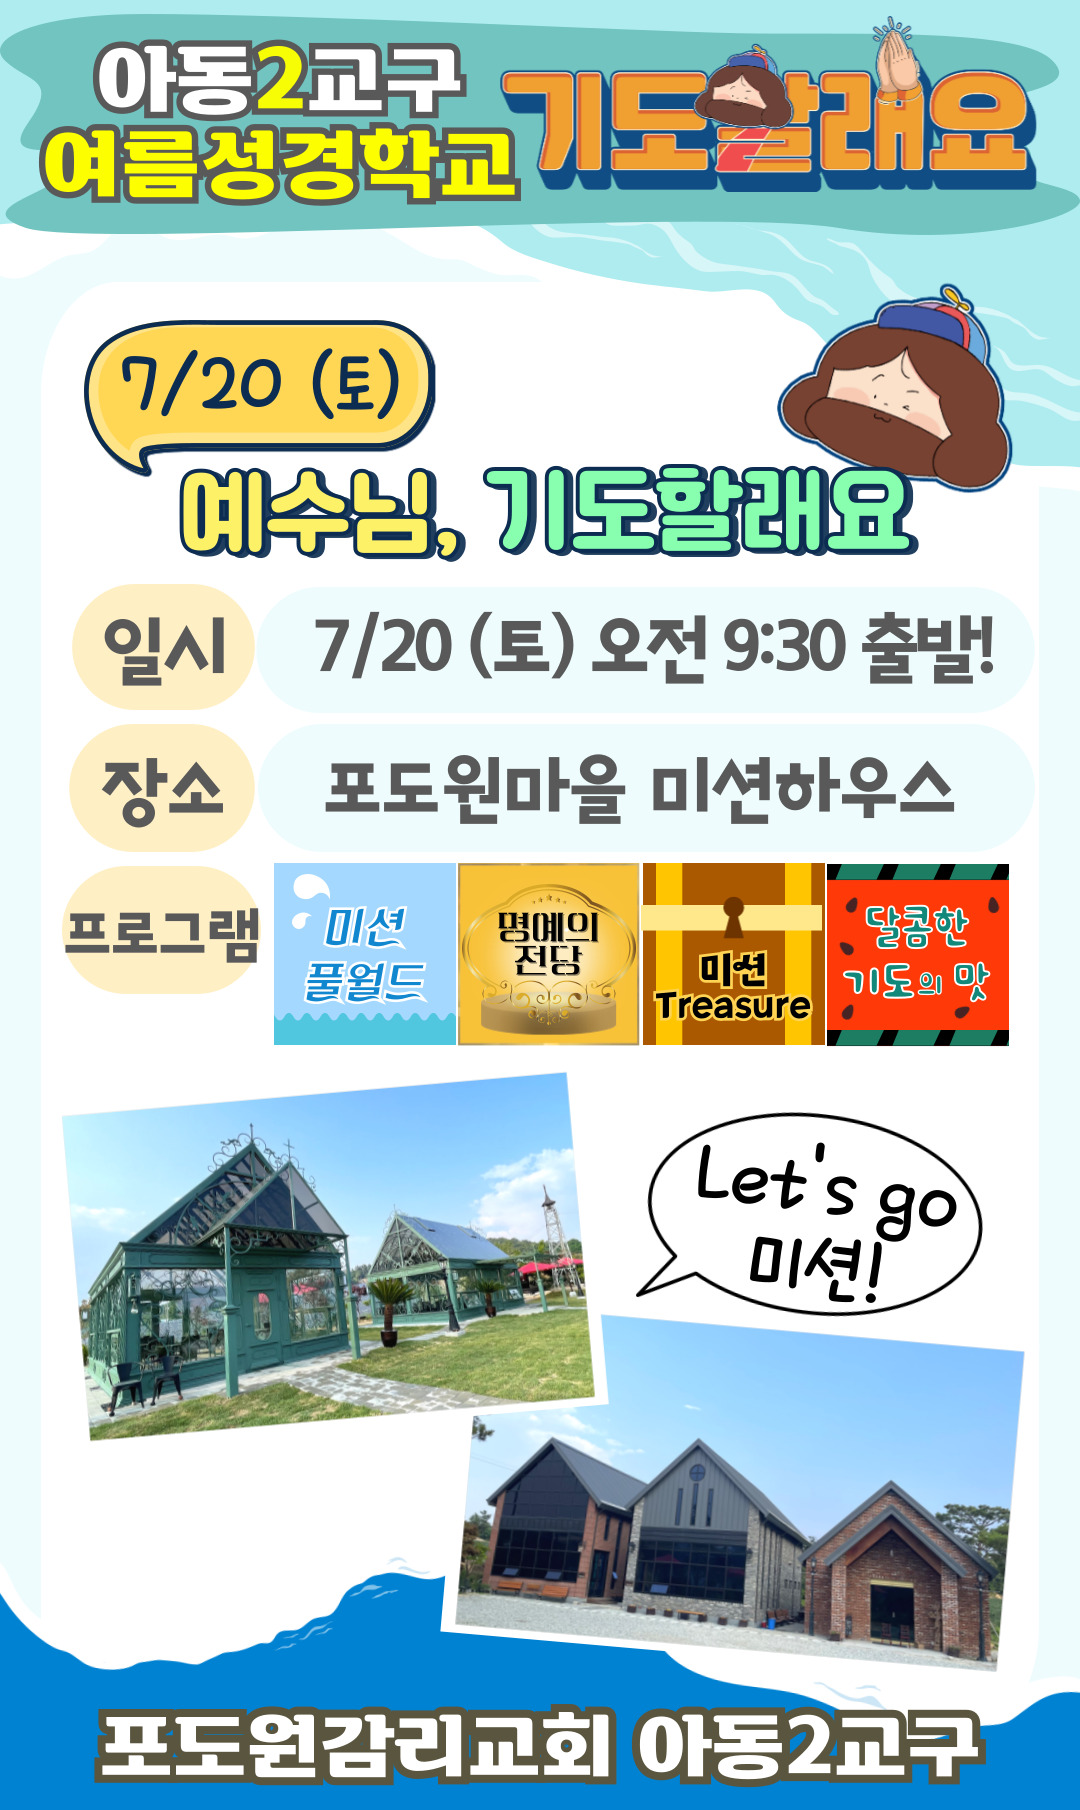 아동2교구
여름성경학교
기도할래요
7/20 (토)
예수님, 기도할래요
일시
7/20 (토) 오전 9:30 출발!
장소
포도원마을 미션하우스
프로그램
미션
풀월드
명예의
전당
미션
Treasure
달콤한
기도의 맛
Let's go
미션!
포도원감리교회 아동2교구